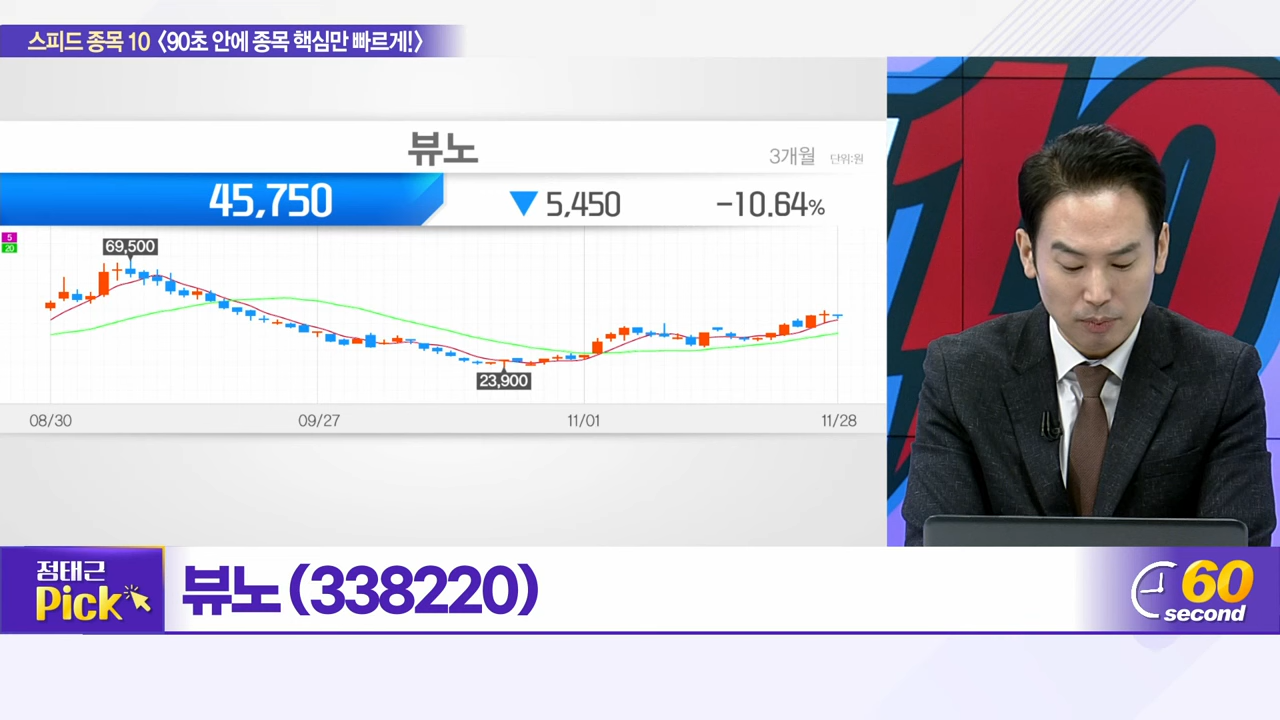 스피드 종목 10 〈90초 안에 종목 핵심만 빠르게!〉
뷰노
3개월 단위:원
45,750 ▼ 5,450 -10.64%
5
20
69,500
23,900
08/30 09/27 11/01 11/28
10
정태근
Pick
뷰노(338220)
60
second